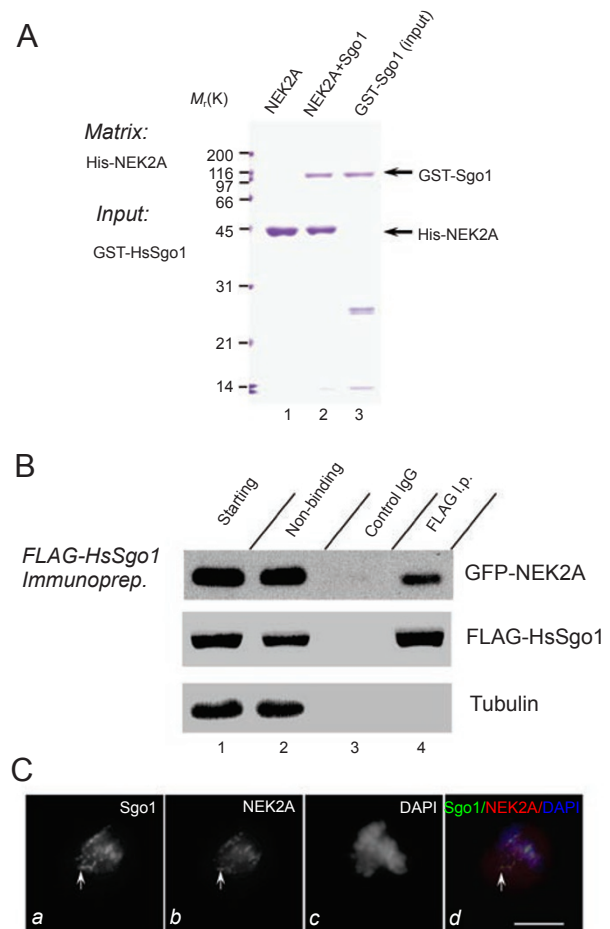 A
NEK2A
NEK2A+Sgo1
GST-Sgo1 (input)
Mr(K)
Matrix:
His-NEK2A
Input:
GST-HsSgo1
200
116
97
66
45
31
21
14
GST-Sgo1
His-NEK2A
1 2 3
B
Starting
Non-binding
Control IgG
FLAG I.p.
FLAG-HsSgo1
Immunoprep.
GFP-NEK2A
FLAG-HsSgo1
Tubulin
1 2 3 4
C
Sgo1
NEK2A
DAPI
Sgo1/NEK2A/DAPI
a
b
c
d